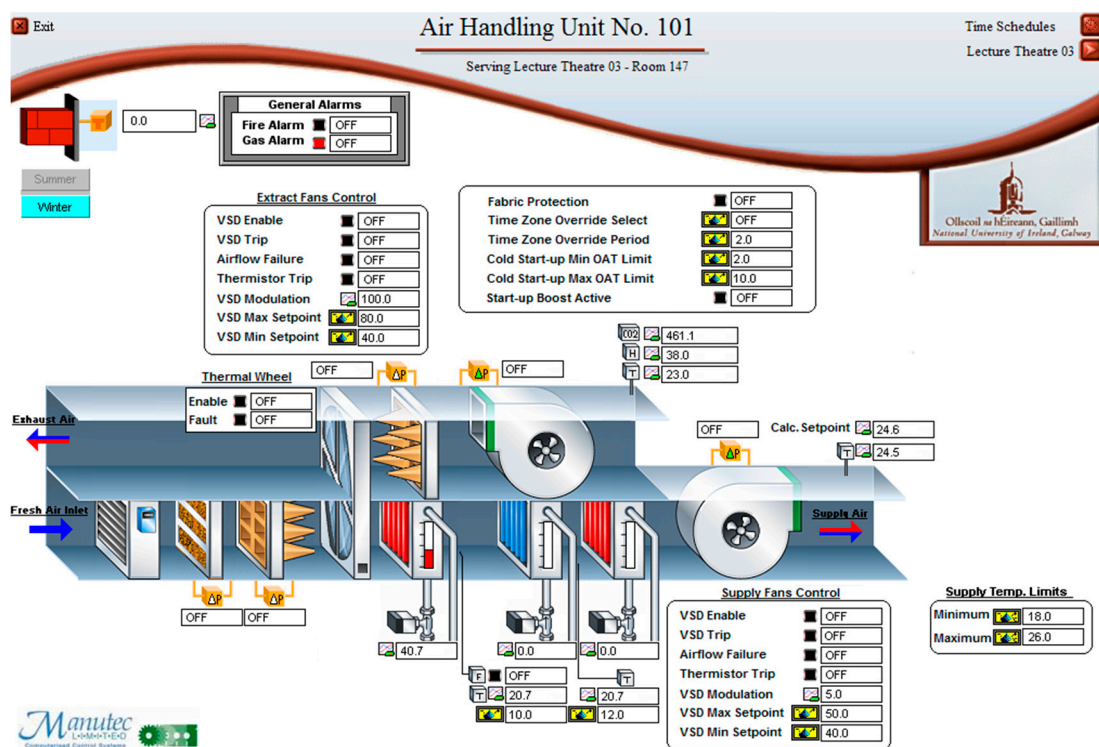 Exit
Air Handling Unit No. 101
Serving Lecture Theatre 03 - Room 147
Time Schedules
Lecture Theatre 03
T
0.0
General Alarms
Fire Alarm OFF
Gas Alarm OFF
Summer
Winter
Ollscoil na hÉireann, Gaillimh
National University of Ireland, Galway
Extract Fans Control
VSD Enable OFF
VSD Trip OFF
Airflow Failure OFF
Thermistor Trip OFF
VSD Modulation 100.0
VSD Max Setpoint 80.0
VSD Min Setpoint 40.0
Fabric Protection OFF
Time Zone Override Select OFF
Time Zone Override Period 2.0
Cold Start-up Min OAT Limit 2.0
Cold Start-up Max OAT Limit 10.0
Start-up Boost Active OFF
CO2 461.1
H 38.0
T 23.0
OFF ΔP
ΔP OFF
Thermal Wheel
Enable OFF
Fault OFF
Exhaust Air
OFF ΔP
Calc. Setpoint 24.6
T 24.5
Fresh Air Inlet
Supply Air
ΔP ΔP
OFF OFF
40.7
0.0
0.0
F OFF
T 20.7
10.0
T
20.7
12.0
Supply Fans Control
VSD Enable OFF
VSD Trip OFF
Airflow Failure OFF
Thermistor Trip OFF
VSD Modulation 5.0
VSD Max Setpoint 50.0
VSD Min Setpoint 40.0
Supply Temp. Limits
Minimum 18.0
Maximum 26.0
Manutec
LIMITED
Computerised Control Systems